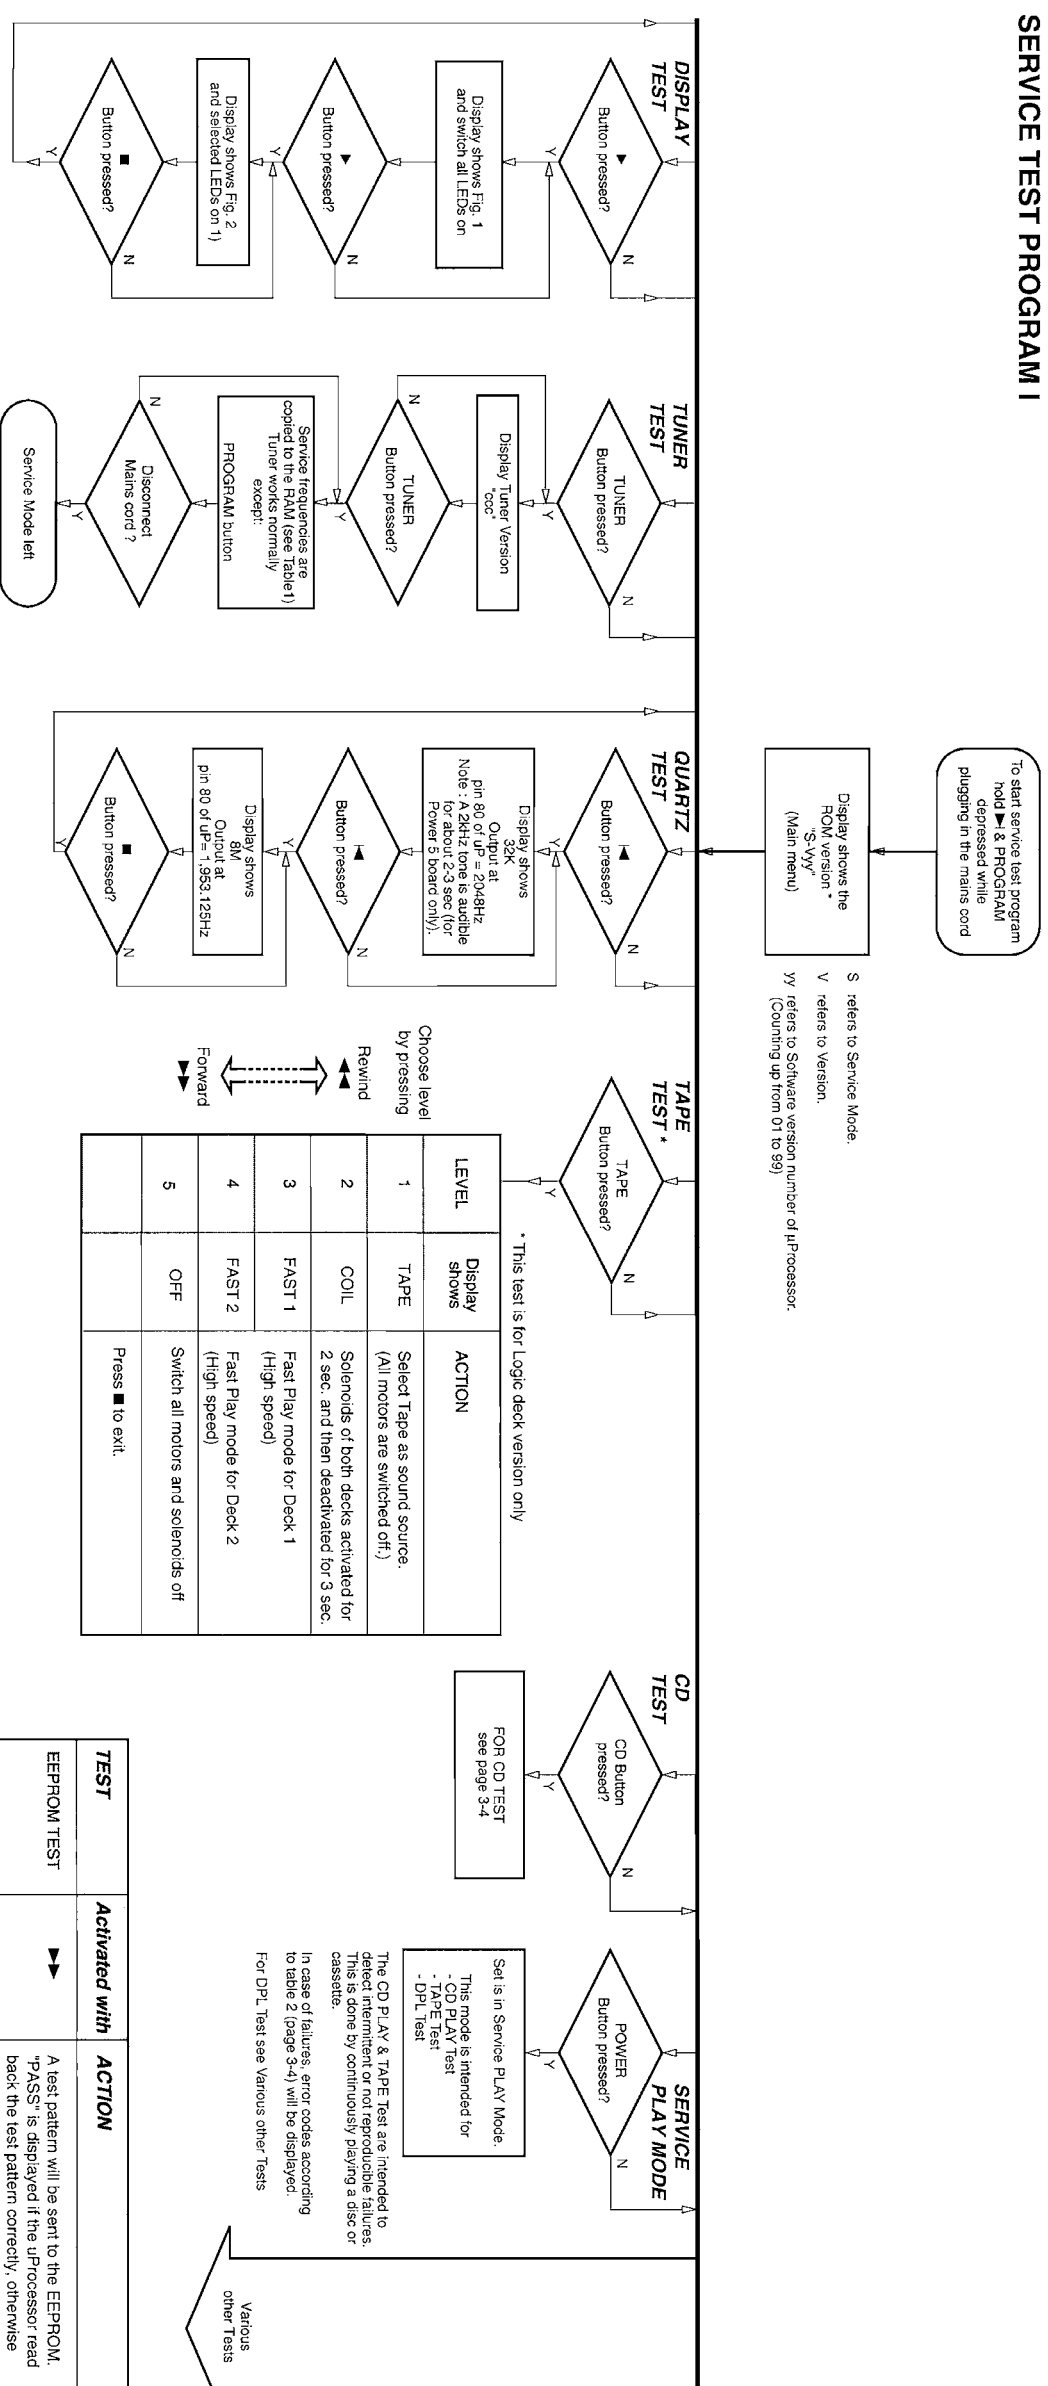 SERVICE TEST PROGRAM I
To start service test program
hold ►I & PROGRAM
depressed while
plugging in the mains cord
Display shows the
ROM version *
"S-Vyy"
(Main menu)
S refers to Service Mode.
V refers to Version.
yy refers to Software version number of µProcessor.
(Counting up from 01 to 99)
DISPLAY
TEST
►
Button pressed?
N
Y
Display shows Fig. 1
and switch all LEDs on
►
Button pressed?
N
Y
Display shows Fig. 2
and selected LEDs on 1)
■
Button pressed?
N
Y
TUNER
TEST
TUNER
Button pressed?
N
Y
Display Tuner Version
"ccc"
TUNER
Button pressed?
N
Y
Service frequencies are
copied to the RAM (see Table1)
Tuner works normally
except:
PROGRAM button
Disconnect
Mains cord ?
N
Y
Service Mode left
QUARTZ
TEST
I◄
Button pressed?
N
Y
Display shows
32K
Output at
pin 80 of uP = 2048Hz
Note : A 2kHz tone is audible
for about 2-3 sec (for
Power 5 board only).
I◄
Button pressed?
N
Y
Display shows
8M
Output at
pin 80 of uP= 1,953.125Hz
■
Button pressed?
N
Y
TAPE
TEST *
TAPE
Button pressed?
N
Y
* This test is for Logic deck version only
Choose level
by pressing
Rewind
◄◄
Forward
►►
LEVEL Display shows ACTION
1 TAPE Select Tape as sound source.
(All motors are switched off.)
2 COIL Solenoids of both decks activated for
2 sec. and then deactivated for 3 sec.
3 FAST 1 Fast Play mode for Deck 1
(High speed)
4 FAST 2 Fast Play mode for Deck 2
(High speed)
5 OFF Switch all motors and solenoids off
Press ■ to exit.
CD
TEST
CD Button
pressed?
N
Y
FOR CD TEST
see page 3-4
SERVICE
PLAY MODE
POWER
Button pressed?
N
Y
Set is in Service PLAY Mode.
This mode is intended for
- CD PLAY Test
- TAPE Test
- DPL Test
The CD PLAY & TAPE Test are intended to
detect intermittent or not reproducible failures.
This is done by continuously playing a disc or
cassette.
In case of failures, error codes according
to table 2 (page 3-4) will be displayed.
For DPL Test see Various other Tests
Various
other Tests
TEST Activated with ACTION
EEPROM TEST ►► A test pattern will be sent to the EEPROM.
"PASS" is displayed if the uProcessor read
back the test pattern correctly, otherwise